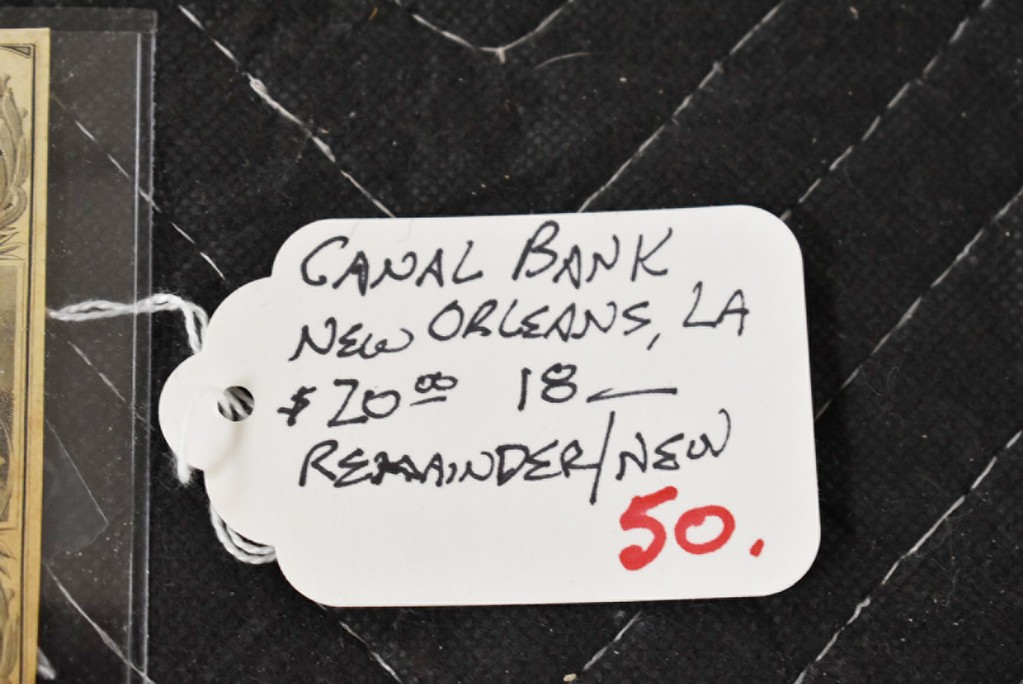 CANAL BANK
NEW ORLEANS, LA
$20.00 18__
REMAINDER/NEW
50.